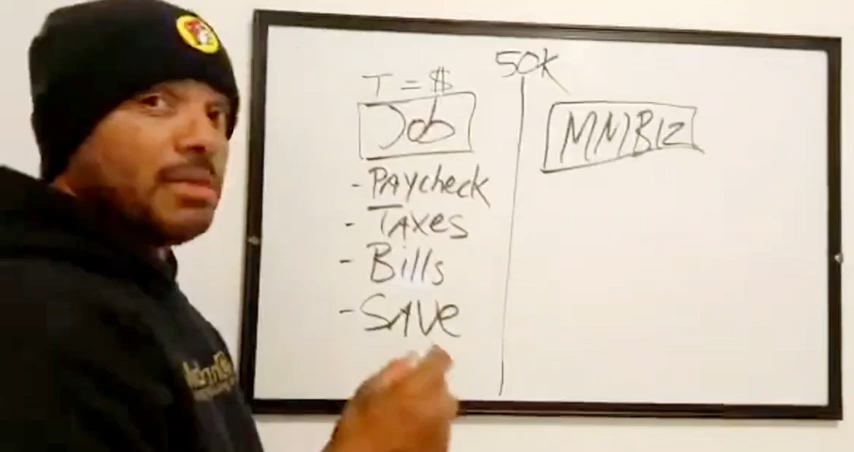 50K
T = $
Job
- PAycheck
- TAxes
- Bills
- SAVe
MMBIZ